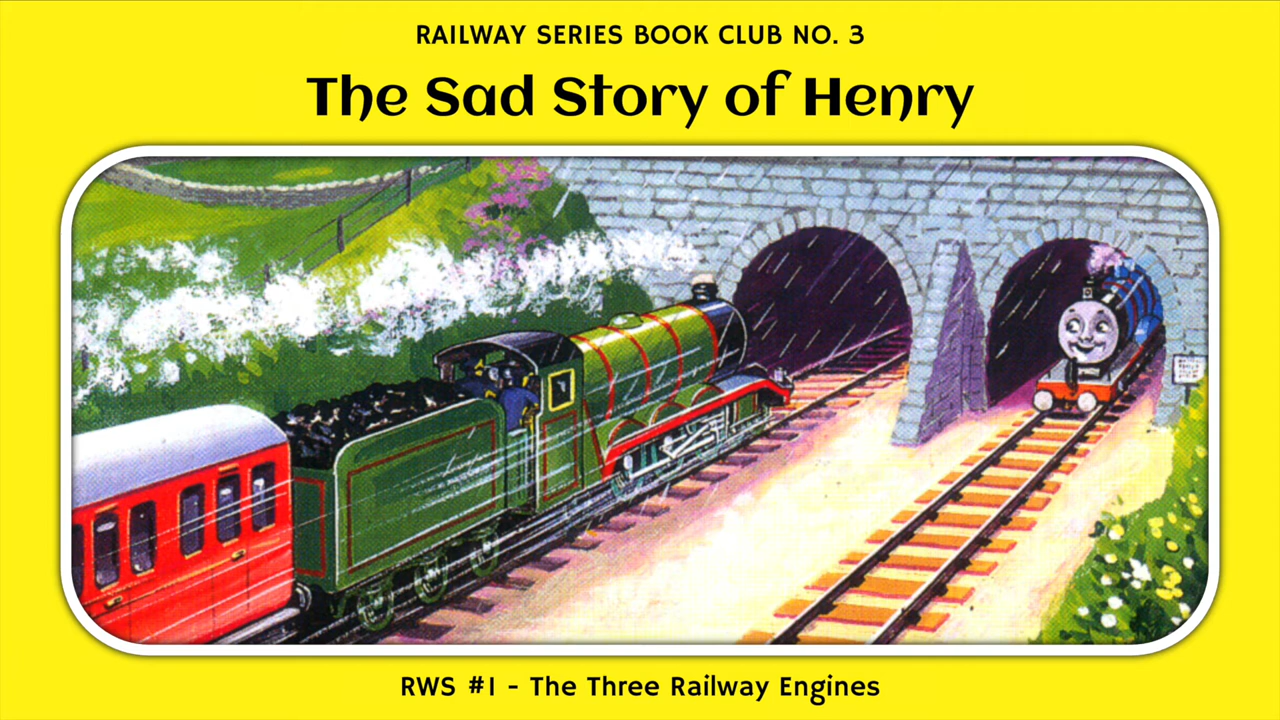 RAILWAY SERIES BOOK CLUB NO. 3
The Sad Story of Henry
RWS #1 - The Three Railway Engines